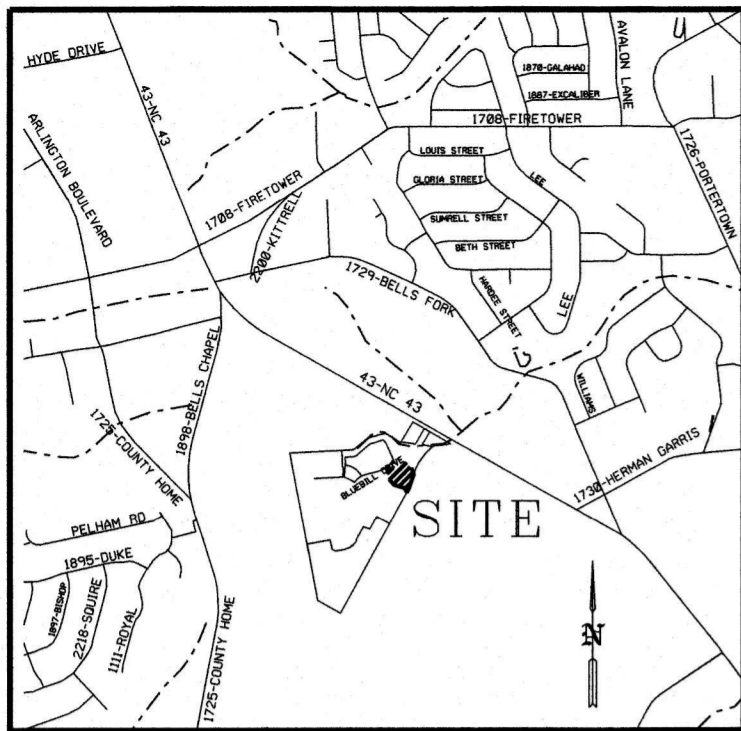 HYDE DRIVE
43-NC 43
ARLINGTON BOULEVARD
1870-GALAHAD
1887-EXCALIBER
AVALON LANE
1708-FIRETOWER
1726-PORTERTOWN
LOUIS STREET
GLORIA STREET
SUMRELL STREET
BETH STREET
LEE
1708-FIRETOWER
2200-KITTRELL
1729-BELLS FORK
HARDEE STREET
LEE
43-NC 43
WILLIAMS
1898-BELLS CHAPEL
1725-COUNTY HOME
BLUEBILL DRIVE
1730-HERMAN GARRIS
SITE
PELHAM RD
1895-DUKE
1897-BISHOP
2218-SQUIRE
1111-ROYAL
1725-COUNTY HOME
N